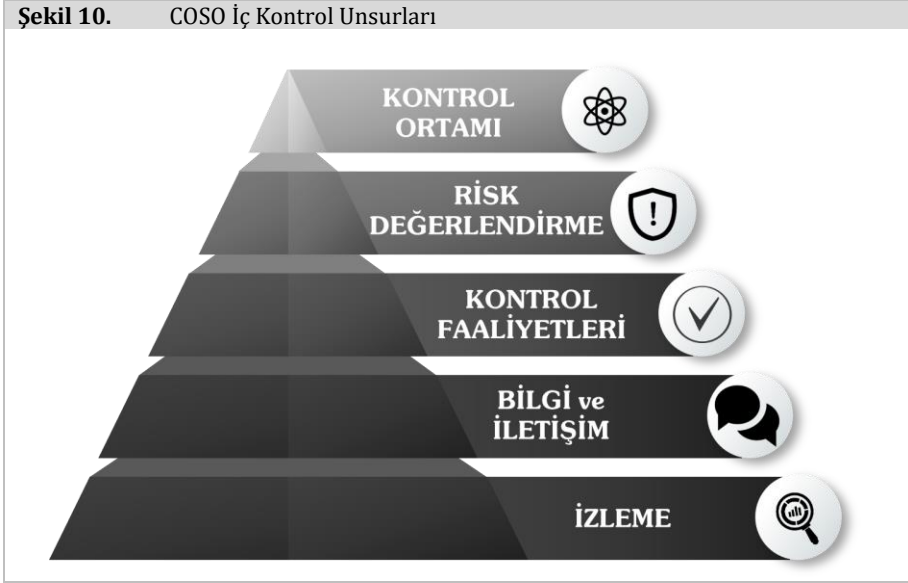 Şekil 10. COSO İç Kontrol Unsurları
KONTROL
ORTAMI
RİSK
DEĞERLENDİRME
KONTROL
FAALİYETLERİ
BİLGİ ve
İLETİŞİM
İZLEME